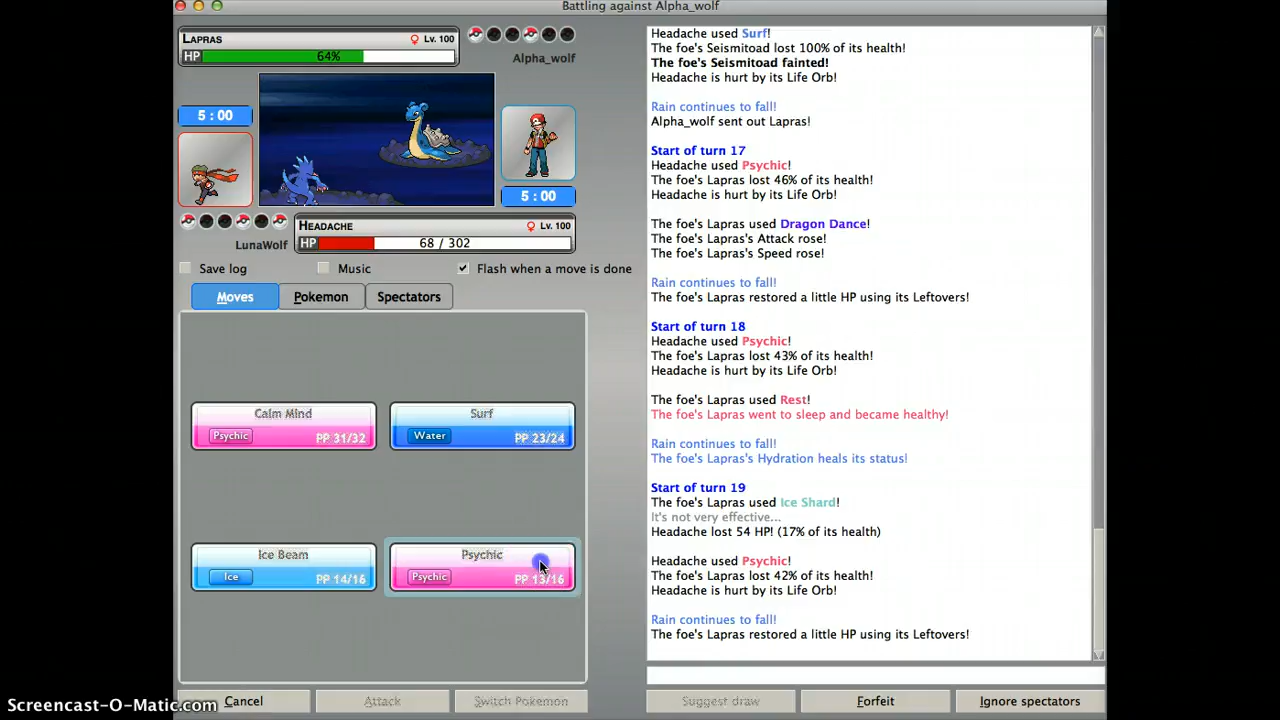 Battling against Alpha_wolf
LAPRAS ♀ Lv. 100
HP 64%
Alpha_wolf
5 : 00
5 : 00
HEADACHE ♀ Lv. 100
HP 68 / 302
LunaWolf
Save log Music Flash when a move is done
Moves Pokemon Spectators
Calm Mind
Psychic PP 31/32
Surf
Water PP 23/24
Ice Beam
Ice PP 14/16
Psychic
Psychic PP 13/16
Cancel Attack Switch Pokemon
Headache used Surf!
The foe's Seismitoad lost 100% of its health!
The foe's Seismitoad fainted!
Headache is hurt by its Life Orb!
Rain continues to fall!
Alpha_wolf sent out Lapras!
Start of turn 17
Headache used Psychic!
The foe's Lapras lost 46% of its health!
Headache is hurt by its Life Orb!
The foe's Lapras used Dragon Dance!
The foe's Lapras's Attack rose!
The foe's Lapras's Speed rose!
Rain continues to fall!
The foe's Lapras restored a little HP using its Leftovers!
Start of turn 18
Headache used Psychic!
The foe's Lapras lost 43% of its health!
Headache is hurt by its Life Orb!
The foe's Lapras used Rest!
The foe's Lapras went to sleep and became healthy!
Rain continues to fall!
The foe's Lapras's Hydration heals its status!
Start of turn 19
The foe's Lapras used Ice Shard!
It's not very effective...
Headache lost 54 HP! (17% of its health)
Headache used Psychic!
The foe's Lapras lost 42% of its health!
Headache is hurt by its Life Orb!
Rain continues to fall!
The foe's Lapras restored a little HP using its Leftovers!
Suggest draw Forfeit Ignore spectators
Screencast-O-Matic.com